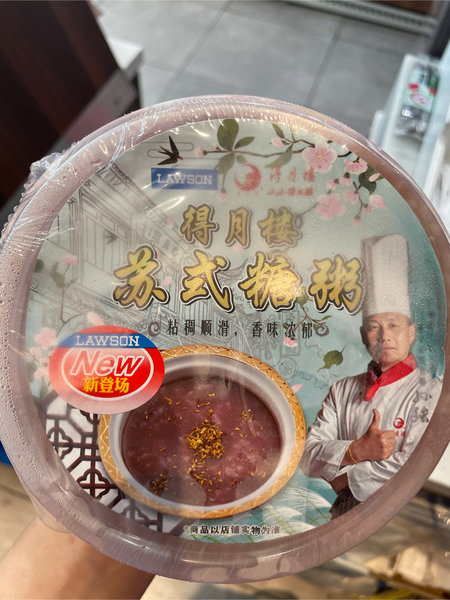 LAWSON 得月樓
得月楼
苏式糖粥
粘稠顺滑,香味浓郁
LAWSON
New
新登场
*商品以店铺实物为准